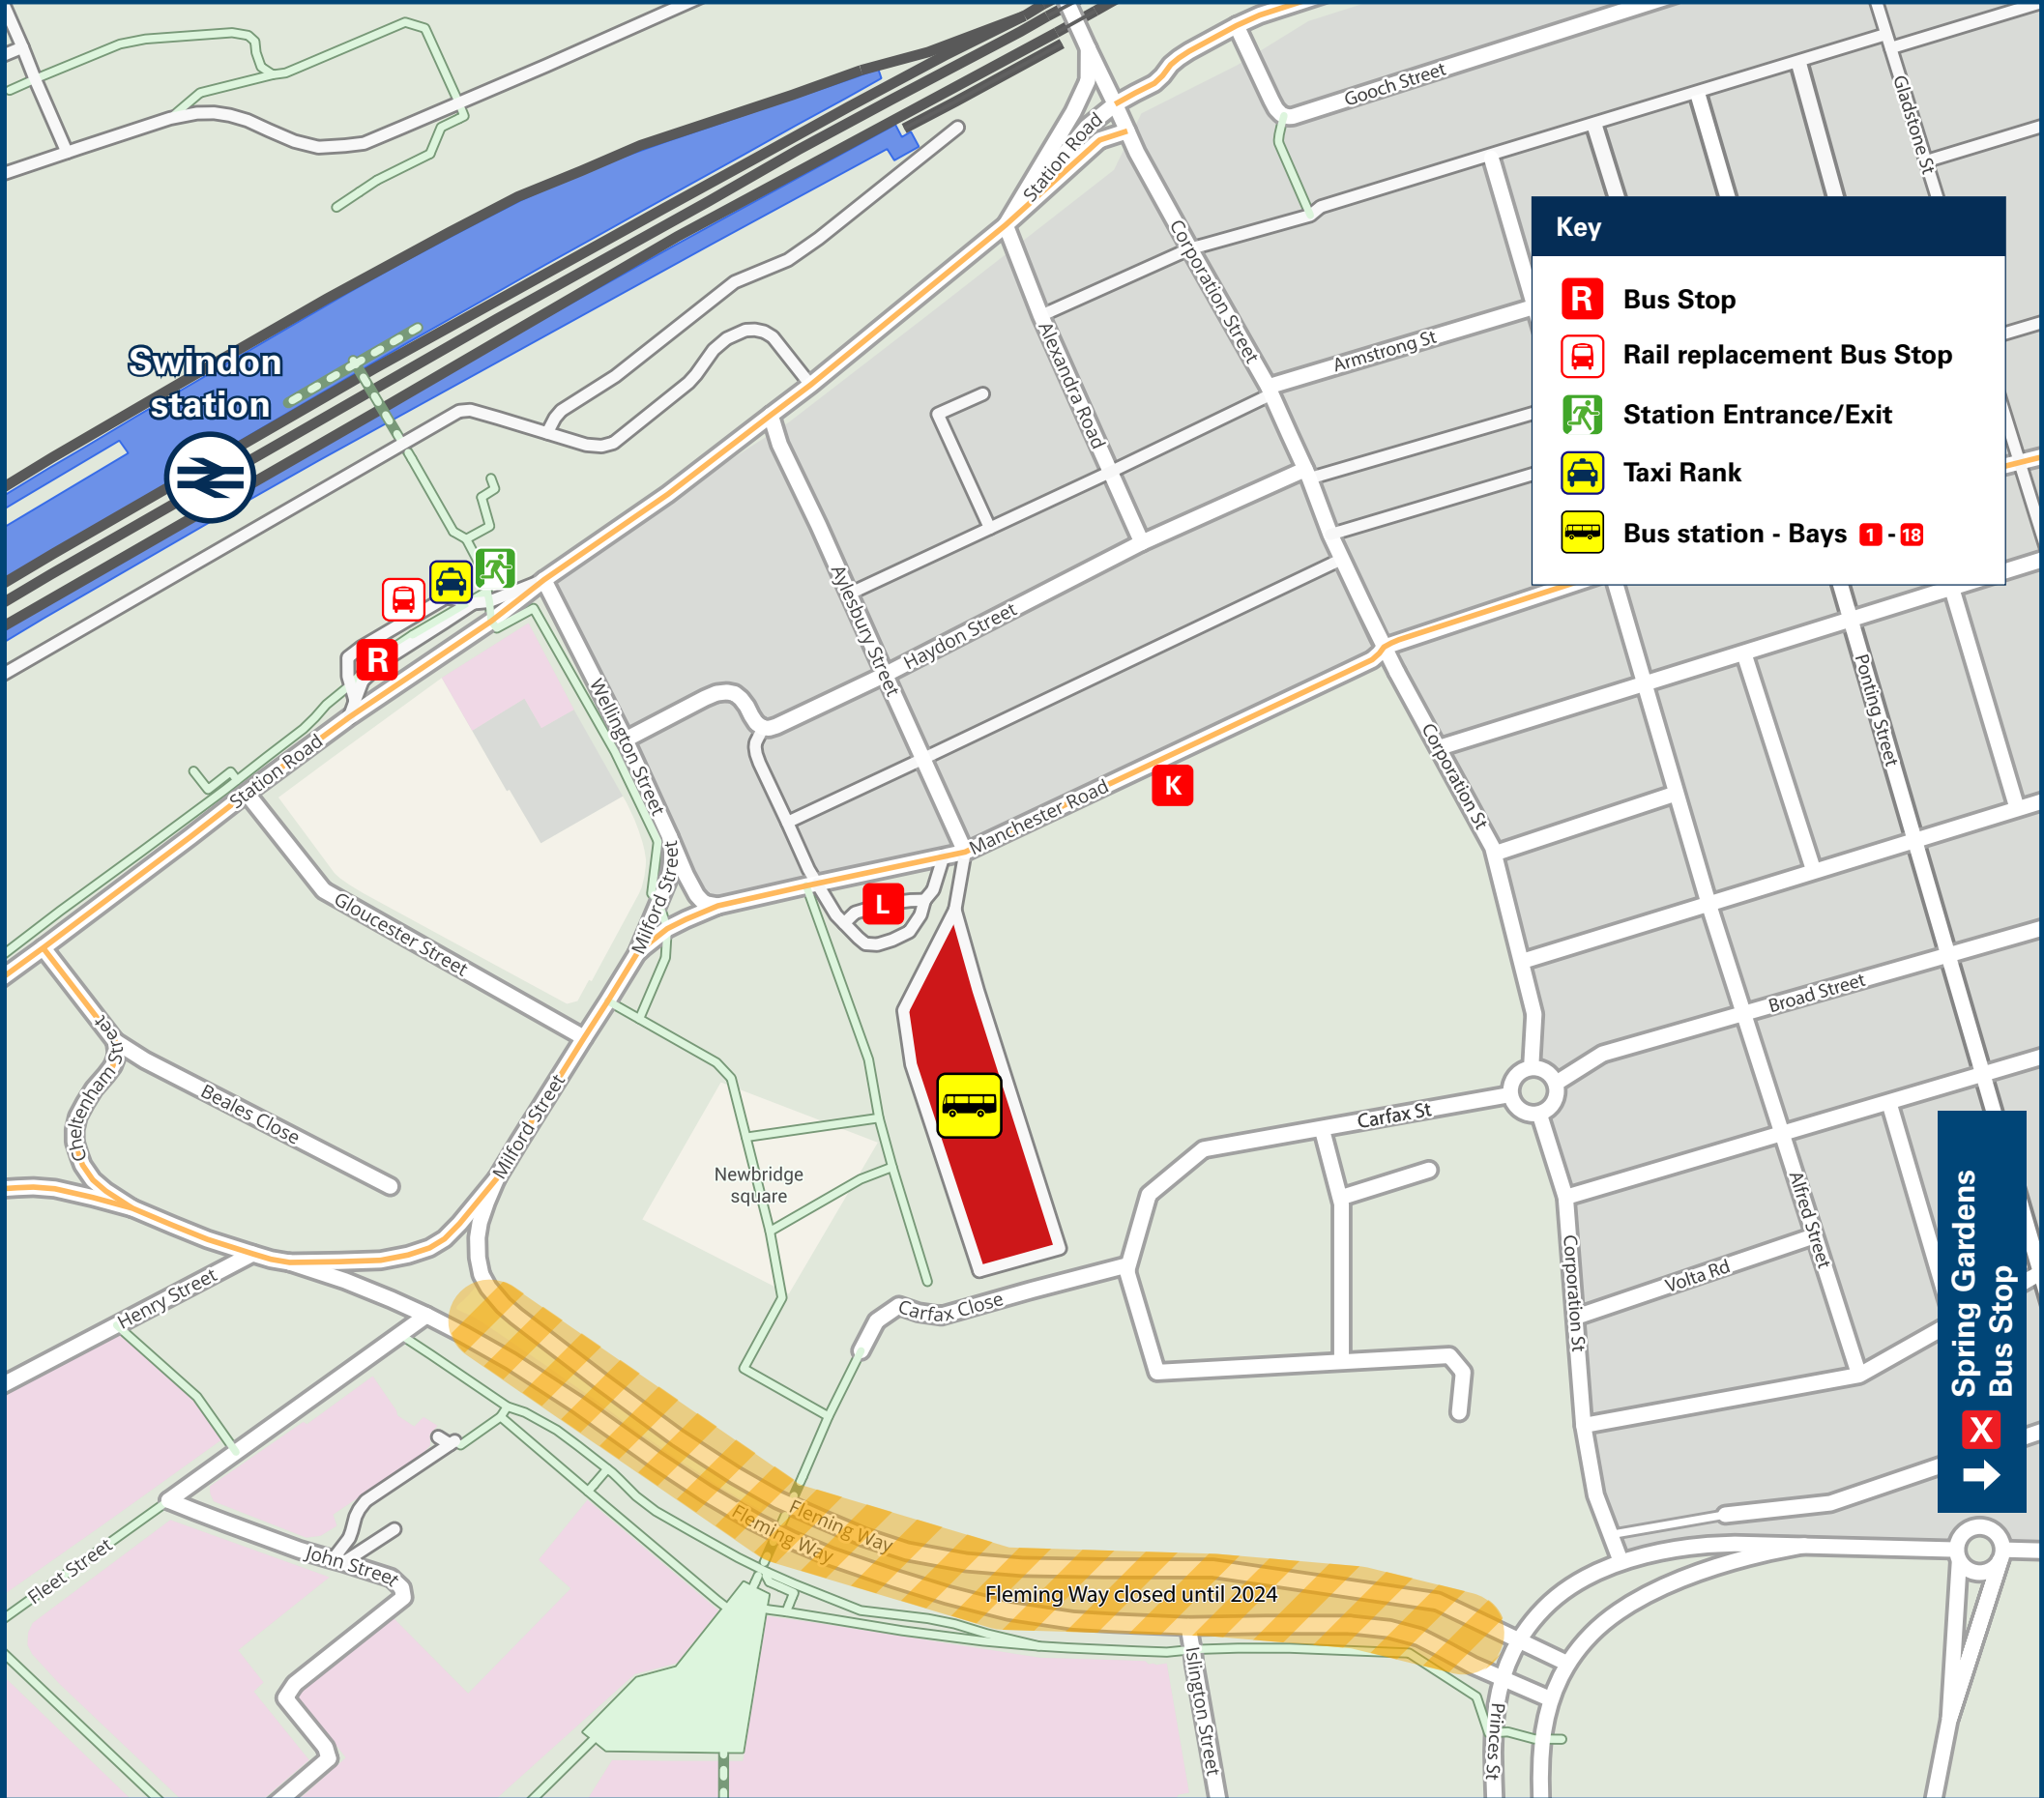 Gooch Street
Gladstone St
Station Road
Corporation Street
Key
R Bus Stop
Rail replacement Bus Stop
Station Entrance/Exit
Taxi Rank
Bus station - Bays 1 - 18
Swindon
station
Alexandra Road
Armstrong St
Aylesbury Street
Haydon Street
R
Wellington Street
Station Road
Manchester Road
K
Corporation St
Ponting Street
L
Milford Street
Gloucester Street
Broad Street
Cheltenham Street
Beales Close
Milford Street
Carfax St
Newbridge
square
Alfred Street
Spring Gardens
Bus Stop
X
Volta Rd
Corporation St
Henry Street
Carfax Close
Fleming Way
Fleming Way
Fleet Street
John Street
Fleming Way closed until 2024
Islington Street
Princes St